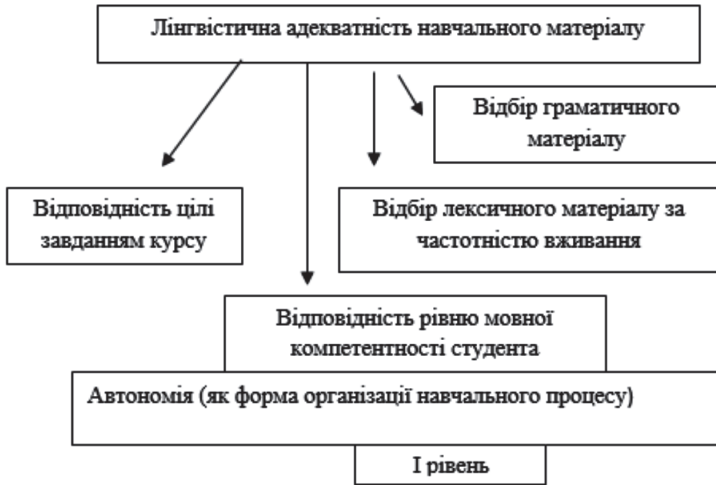 Лінгвістична адекватність навчального матеріалу
Відбір граматичного
матеріалу
Відповідність цілі
завданням курсу
Відбір лексичного матеріалу за
частотністю вживання
Відповідність рівню мовної
компетентності студента
Автономія (як форма організації навчального процесу)
І рівень